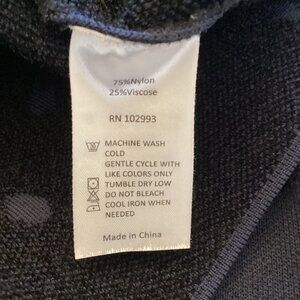 75%Nylon
25%Viscose
RN 102993
MACHINE WASH
COLD
GENTLE CYCLE WITH
LIKE COLORS ONLY
TUMBLE DRY LOW
DO NOT BLEACH
COOL IRON WHEN
NEEDED
Made in China